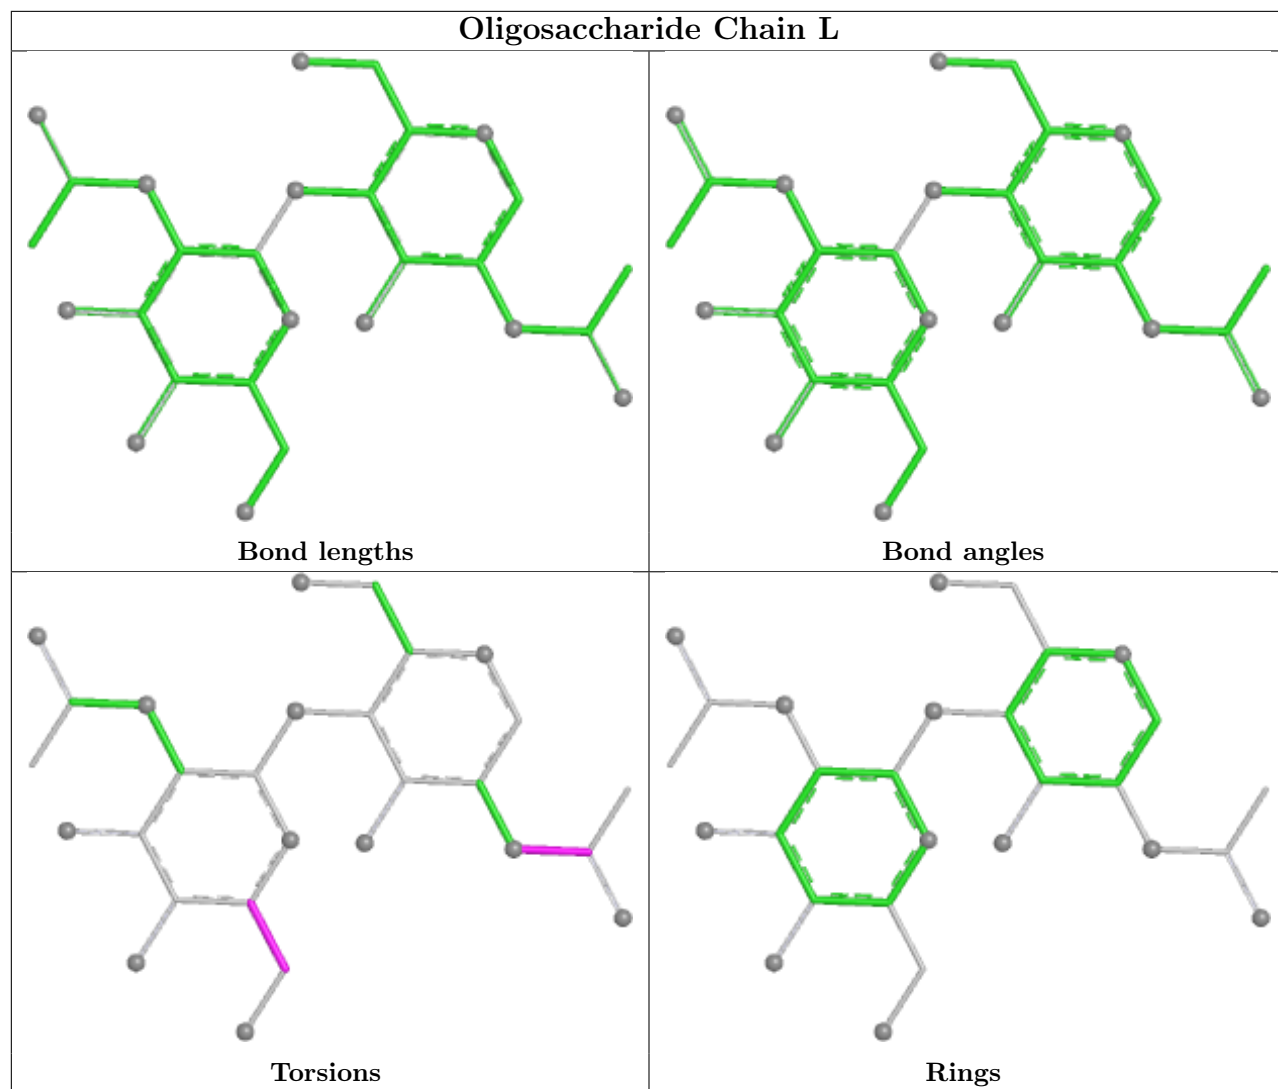 Oligosaccharide Chain L
Bond lengths
Bond angles
Torsions
Rings